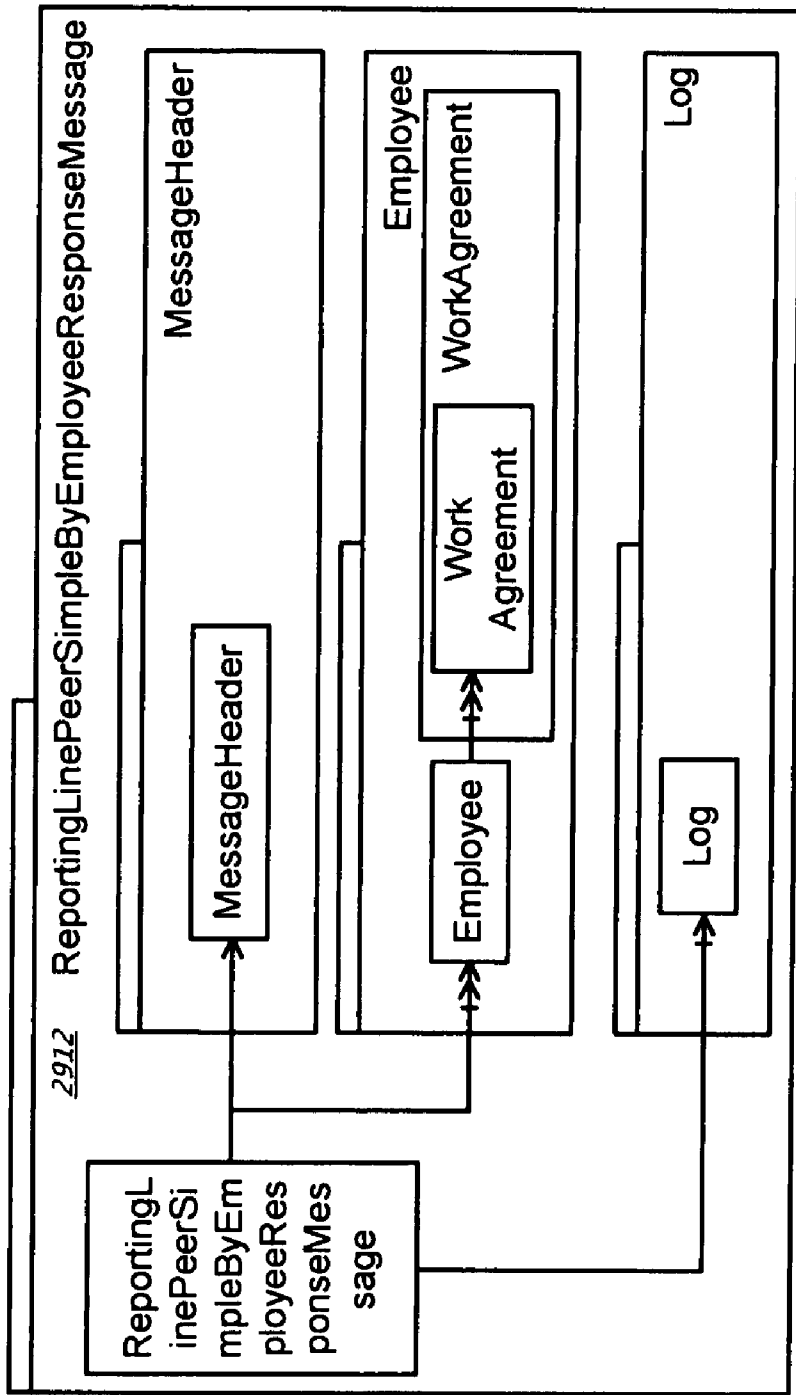 2912 ReportingLinePeerSimpleByEmployeeResponseMessage
ReportingL
inePeerSi
mpleByEm
ployeeRes
ponseMes
sage
MessageHeader
MessageHeader
Employee
Employee
Work
Agreement
WorkAgreement
Log
Log